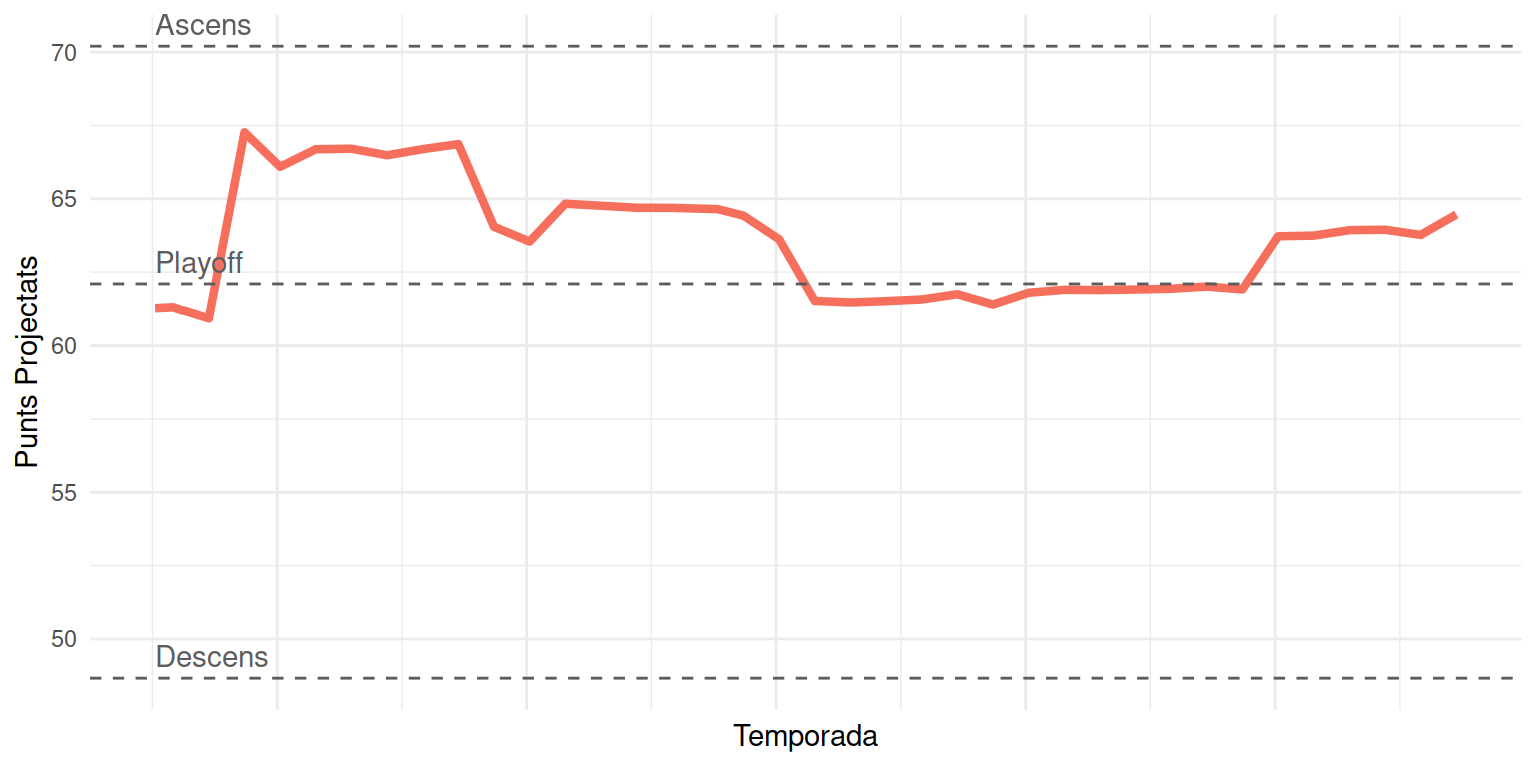 Ascens
70
65
Playoff
60
55
50
Descens
Punts Projectats
Temporada